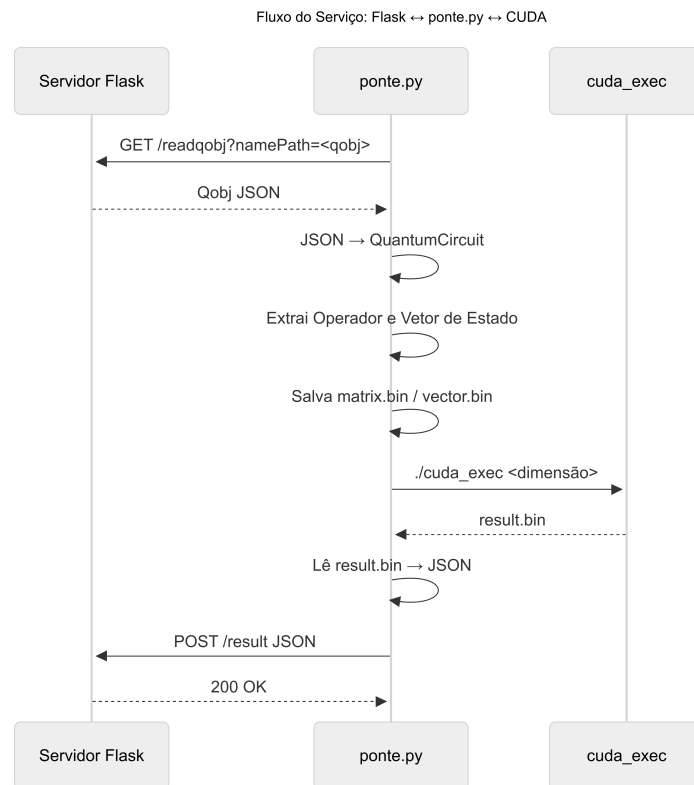 Fluxo do Serviço: Flask ↔ ponte.py ↔ CUDA
Servidor Flask
ponte.py
cuda_exec
GET /readqobj?namePath=<qobj>
Qobj JSON
JSON → QuantumCircuit
Extrai Operador e Vetor de Estado
Salva matrix.bin / vector.bin
./cuda_exec <dimensão>
result.bin
Lê result.bin → JSON
POST /result JSON
200 OK
Servidor Flask
ponte.py
cuda_exec